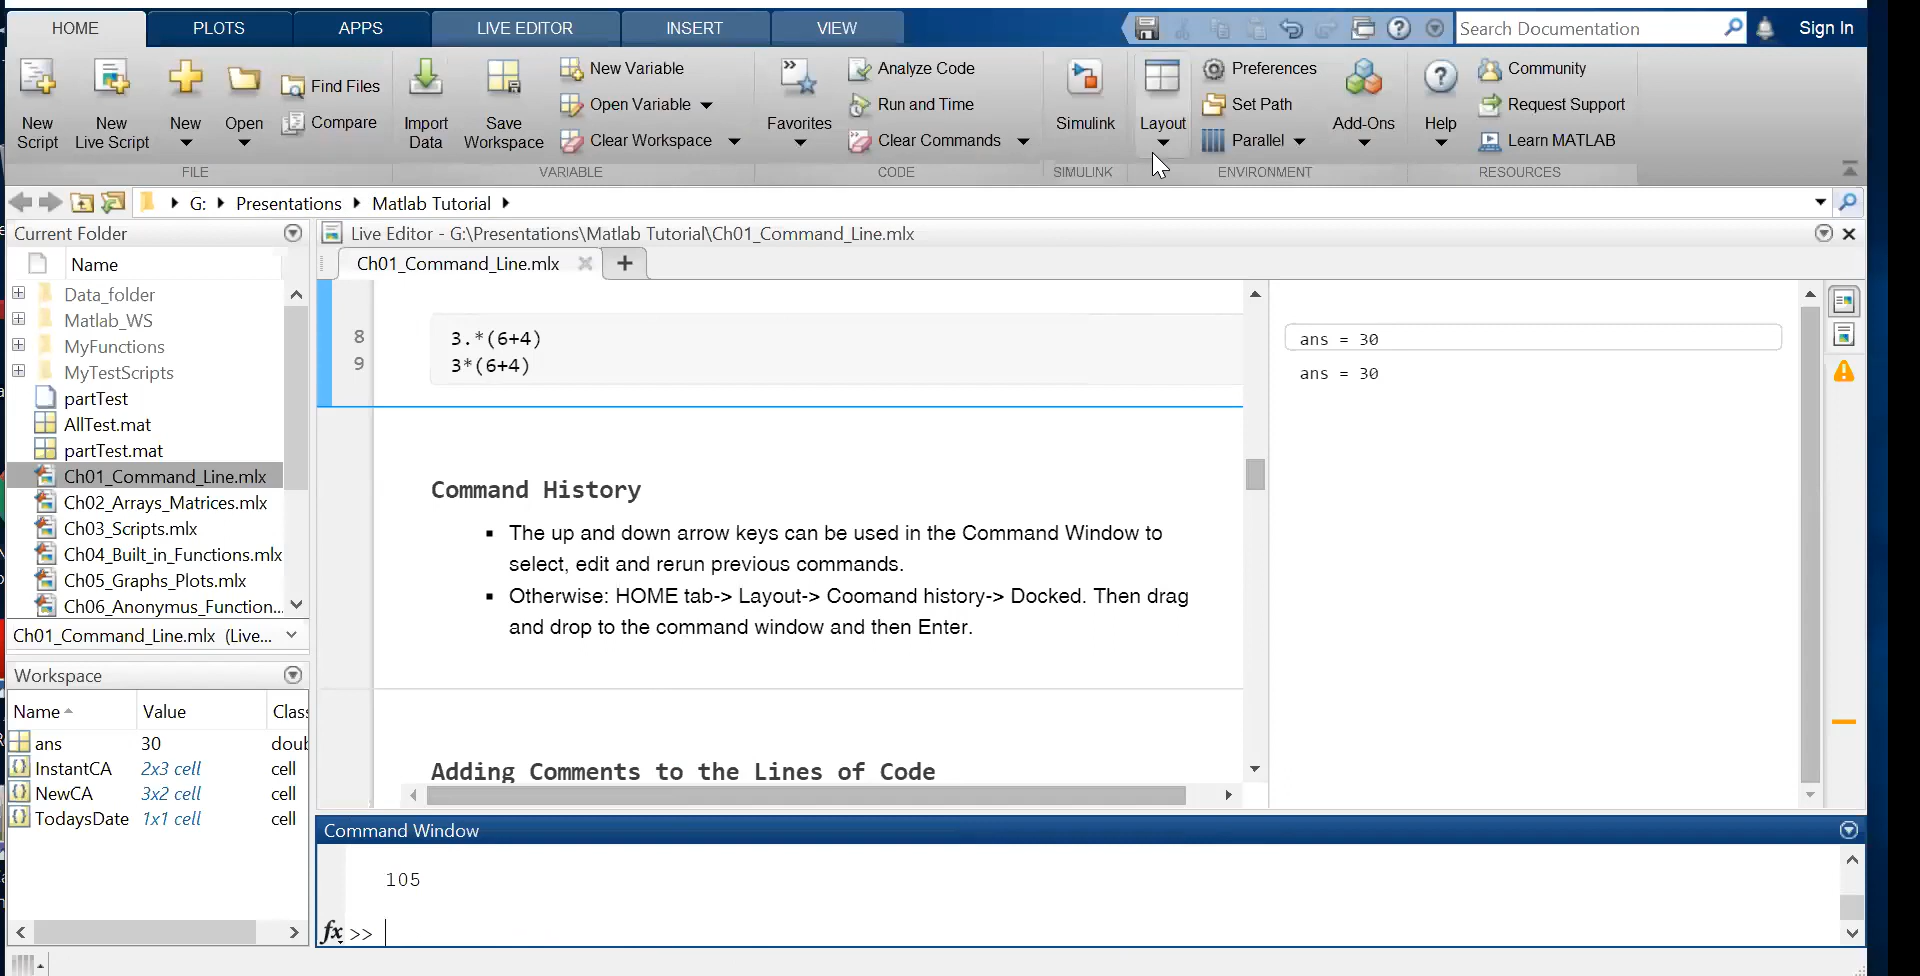 HOME PLOTS APPS LIVE EDITOR INSERT VIEW Search Documentation Sign In
New Script
New Live Script
New
Open
Find Files
Compare
FILE
Import Data
Save Workspace
New Variable
Open Variable
Clear Workspace
VARIABLE
Favorites
Analyze Code
Run and Time
Clear Commands
CODE
Simulink
SIMULINK
Layout
Preferences
Set Path
Parallel
Add-Ons
ENVIRONMENT
Help
Community
Request Support
Learn MATLAB
RESOURCES
G: Presentations Matlab Tutorial
Current Folder
Name
Data_folder
Matlab_WS
MyFunctions
MyTestScripts
partTest
AllTest.mat
partTest.mat
Ch01_Command_Line.mlx
Ch02_Arrays_Matrices.mlx
Ch03_Scripts.mlx
Ch04_Built_in_Functions.mlx
Ch05_Graphs_Plots.mlx
Ch06_Anonymus_Function...
Ch01_Command_Line.mlx (Live...
Workspace
Name Value Clas
ans 30 doub
InstantCA 2x3 cell cell
NewCA 3x2 cell cell
TodaysDate 1x1 cell cell
Live Editor - G:\Presentations\Matlab Tutorial\Ch01_Command_Line.mlx
Ch01_Command_Line.mlx
8 3.*(6+4)
9 3*(6+4)
ans = 30
ans = 30
Command History
▪ The up and down arrow keys can be used in the Command Window to
select, edit and rerun previous commands.
▪ Otherwise: HOME tab-> Layout-> Coomand history-> Docked. Then drag
and drop to the command window and then Enter.
Adding Comments to the Lines of Code
Command Window
105
fx >>